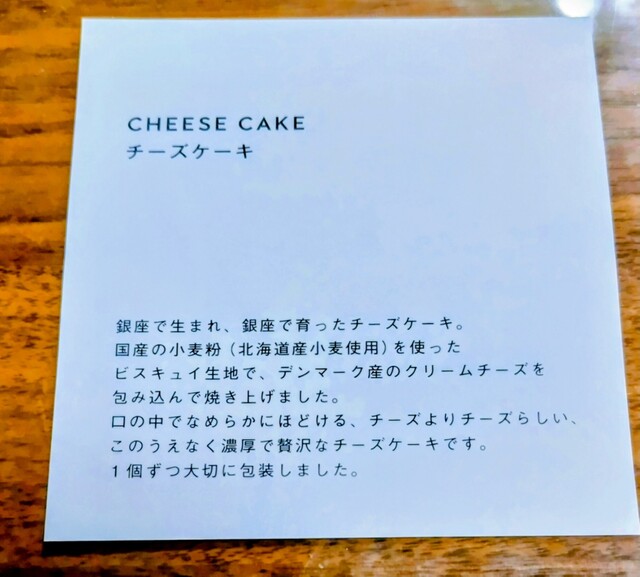 CHEESE CAKE
チーズケーキ
銀座で生まれ、銀座で育ったチーズケーキ。
国産の小麦粉（北海道産小麦使用）を使った
ビスキュイ生地で、デンマーク産のクリームチーズを
包み込んで焼き上げました。
口の中でなめらかにほどける、チーズよりチーズらしい、
このうえなく濃厚で贅沢なチーズケーキです。
1個ずつ大切に包装しました。